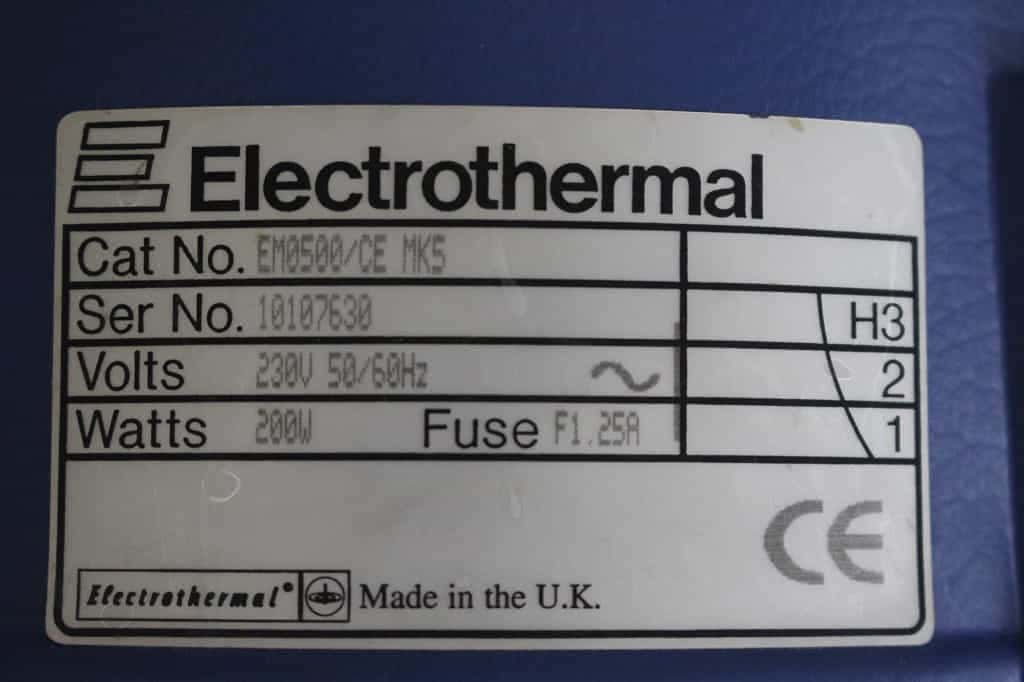 Electrothermal
Cat No. EM0500/CE MK5
Ser No. 10107630 H3
Volts 230V 50/60Hz 2
Watts 200W Fuse F1.25A 1
CE
Electrothermal® Made in the U.K.